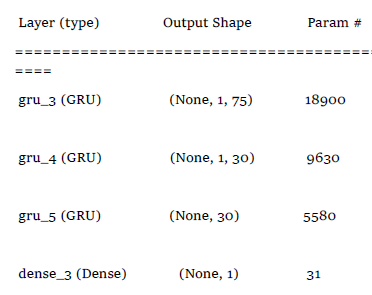 Layer (type) Output Shape Param #
======================================
====
gru_3 (GRU) (None, 1, 75) 18900
gru_4 (GRU) (None, 1, 30) 9630
gru_5 (GRU) (None, 30) 5580
dense_3 (Dense) (None, 1) 31